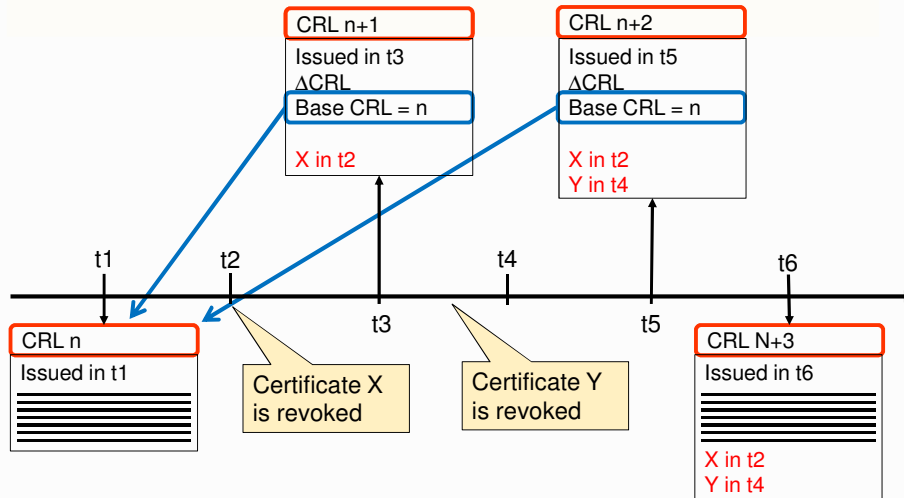 CRL n+1
Issued in t3
ΔCRL
Base CRL = n
X in t2
CRL n+2
Issued in t5
ΔCRL
Base CRL = n
X in t2
Y in t4
t1
t2
t3
t4
t5
t6
CRL n
Issued in t1
Certificate X
is revoked
Certificate Y
is revoked
CRL N+3
Issued in t6
X in t2
Y in t4